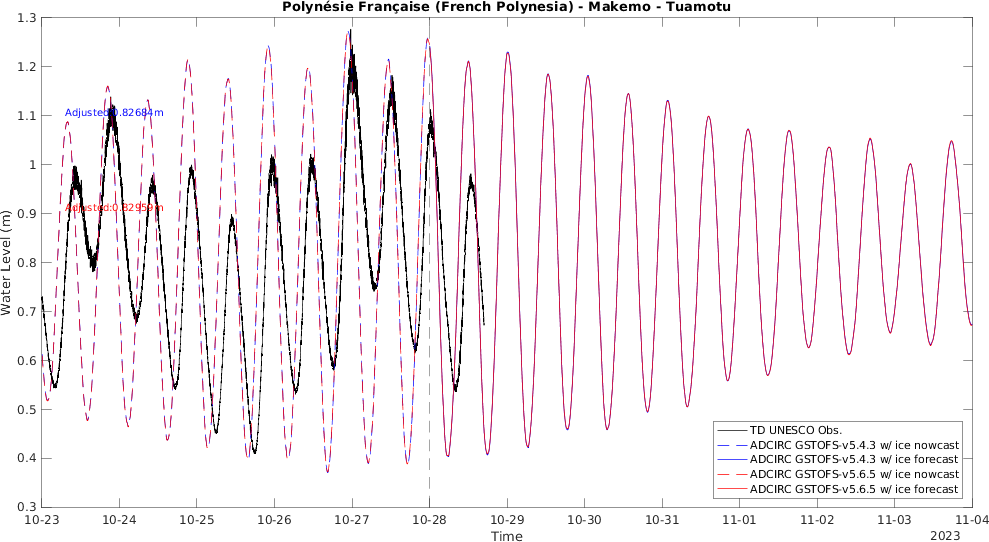 Polynésie Française (French Polynesia) - Makemo - Tuamotu
1.3
1.2
1.1
1
0.9
0.8
0.7
0.6
0.5
0.4
0.3
Water Level (m)
Adjusted:0.82684m
Adjusted:0.82959m
TD UNESCO Obs.
ADCIRC GSTOFS-v5.4.3 w/ ice nowcast
ADCIRC GSTOFS-v5.4.3 w/ ice forecast
ADCIRC GSTOFS-v5.6.5 w/ ice nowcast
ADCIRC GSTOFS-v5.6.5 w/ ice forecast
10-23 10-24 10-25 10-26 10-27 10-28 10-29 10-30 10-31 11-01 11-02 11-03 11-04
Time
2023